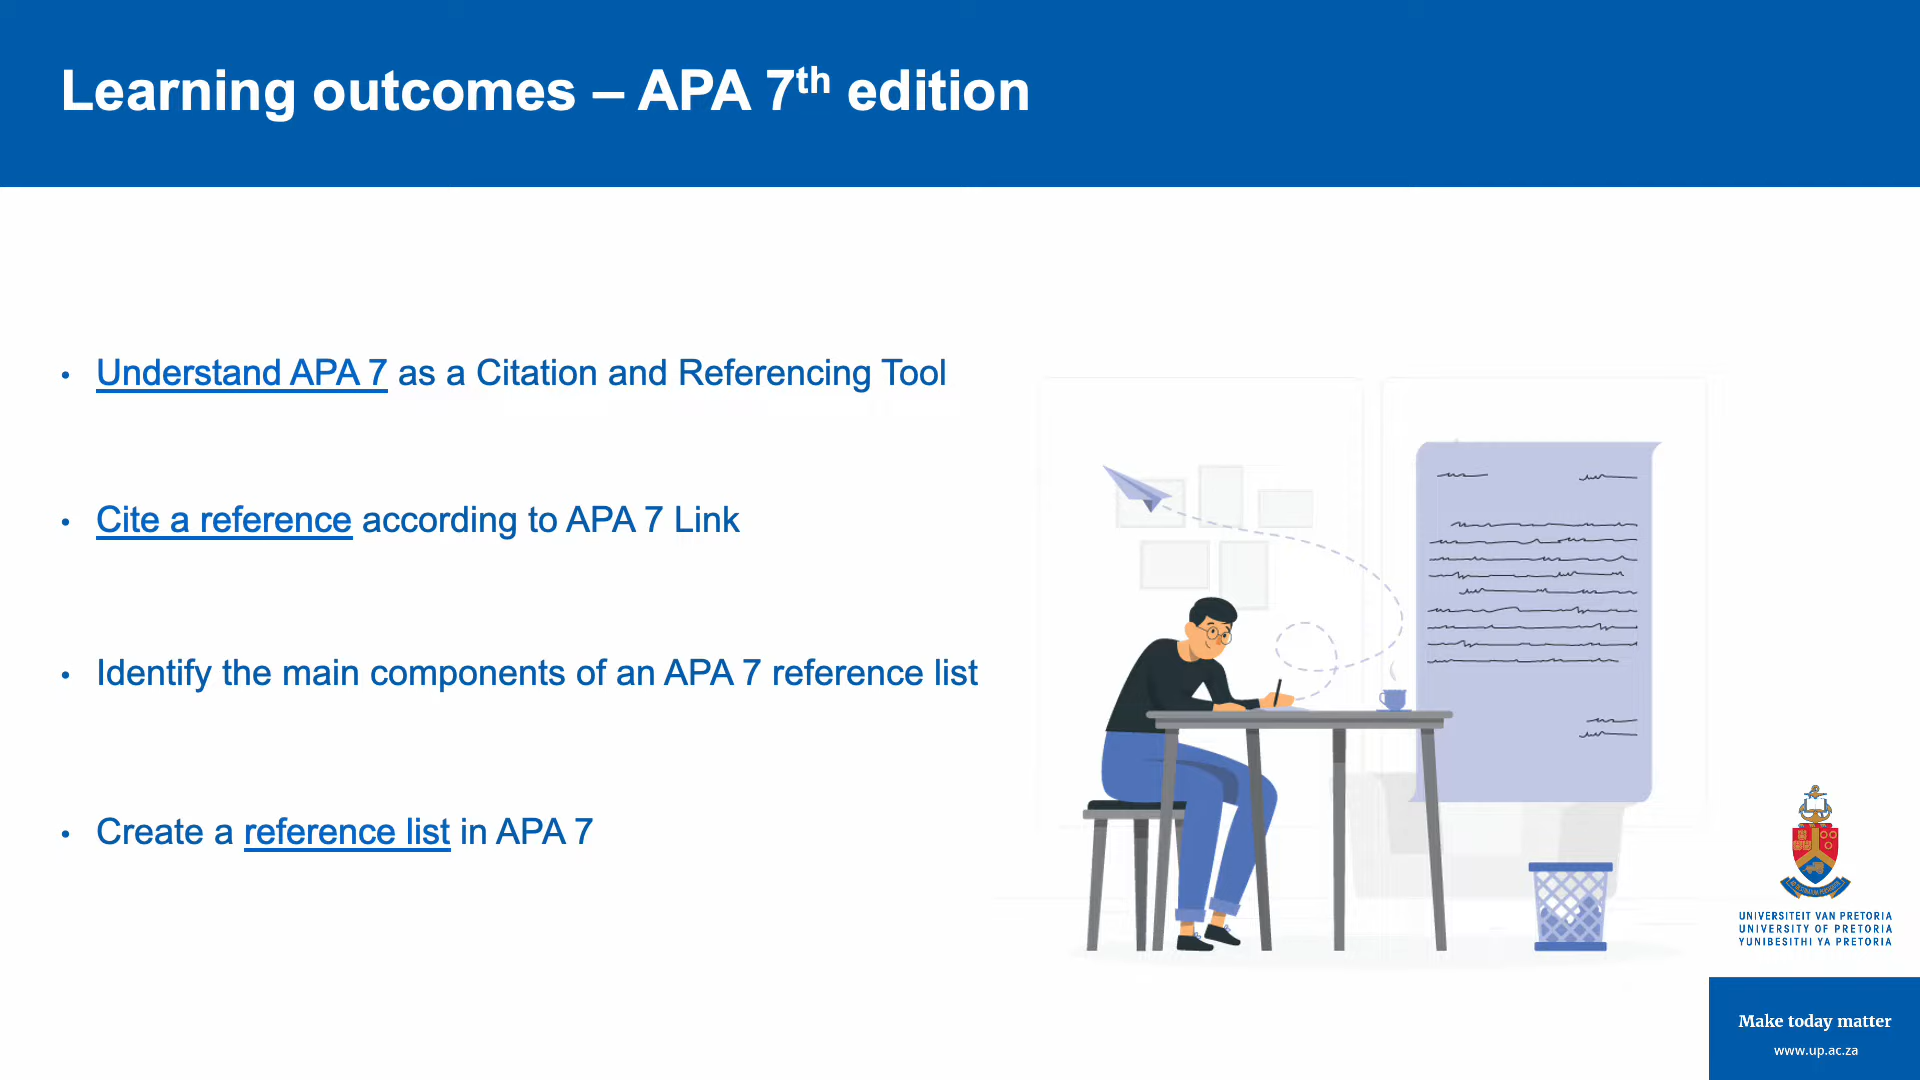 Learning outcomes – APA 7th edition
• Understand APA 7 as a Citation and Referencing Tool
• Cite a reference according to APA 7 Link
• Identify the main components of an APA 7 reference list
• Create a reference list in APA 7
UNIVERSITEIT VAN PRETORIA
UNIVERSITY OF PRETORIA
YUNIBESITHI YA PRETORIA
Make today matter
www.up.ac.za